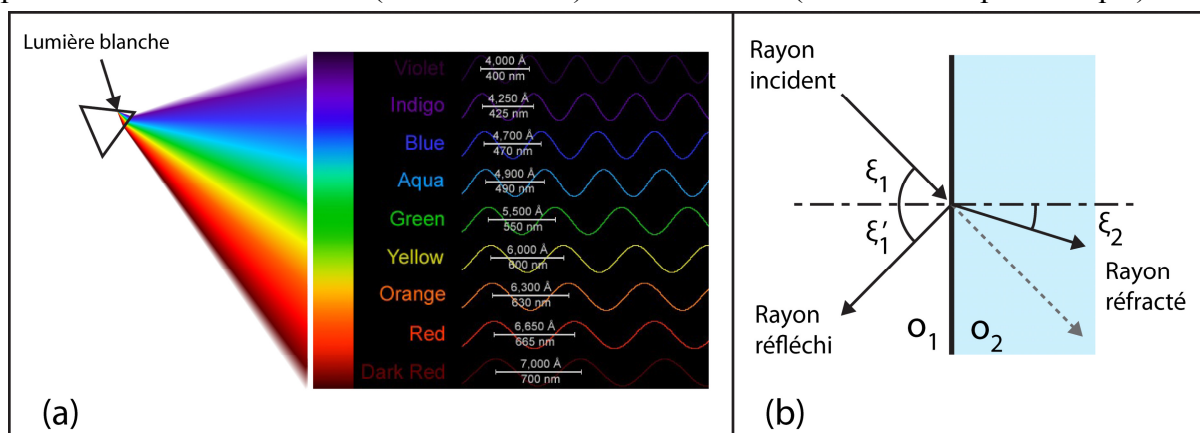 Lumière blanche
Violet
4,000 Å
400 nm
Indigo
4,250 Å
425 nm
Blue
4,700 Å
470 nm
Aqua
4,900 Å
490 nm
Green
5,500 Å
550 nm
Yellow
6,000 Å
600 nm
Orange
6,300 Å
630 nm
Red
6,650 Å
665 nm
Dark Red
7,000 Å
700 nm
(a)
Rayon
incident
ξ1
ξ1'
ξ2
Rayon
réfracté
Rayon
réfléchi
O1
O2
(b)